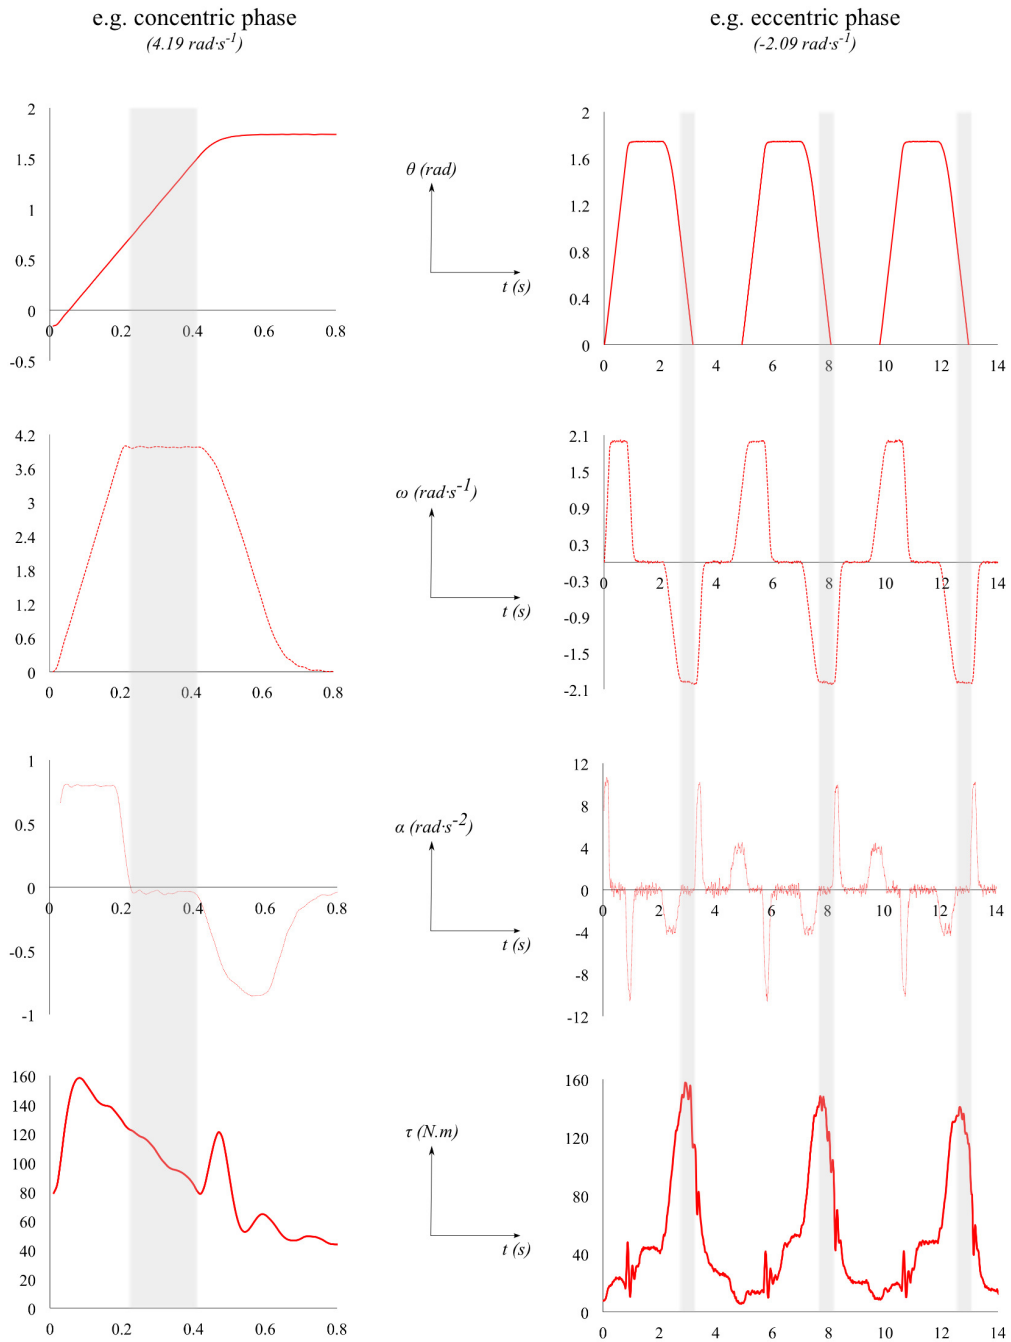 e.g. concentric phase
(4.19 rad·s-1)
e.g. eccentric phase
(-2.09 rad·s-1)
2
1.5
1
0.5
0
-0.5
0 0.2 0.4 0.6 0.8
θ (rad)
t (s)
2
1.6
1.2
0.8
0.4
0
0 2 4 6 8 10 12 14
4.2
3.6
3
2.4
1.8
1.2
0.6
0
0 0.2 0.4 0.6 0.8
ω (rad·s-1)
t (s)
2.1
1.5
0.9
0.3
-0.3
-0.9
-1.5
-2.1
0 2 4 6 8 10 12 14
1
0.5
0
-0.5
-1
0 0.2 0.4 0.6 0.8
α (rad·s-2)
t (s)
12
8
4
0
-4
-8
-12
0 2 4 6 8 10 12 14
160
140
120
100
80
60
40
20
0
0 0.2 0.4 0.6 0.8
τ (N.m)
t (s)
160
120
80
40
0
0 2 4 6 8 10 12 14